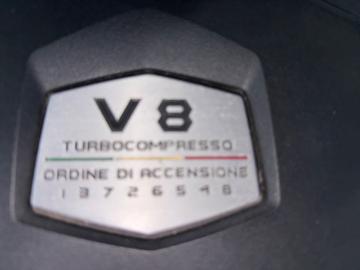 V8
TURBOCOMPRESSO
ORDINE DI ACCENSIONE
1 3 7 2 6 5 4 8